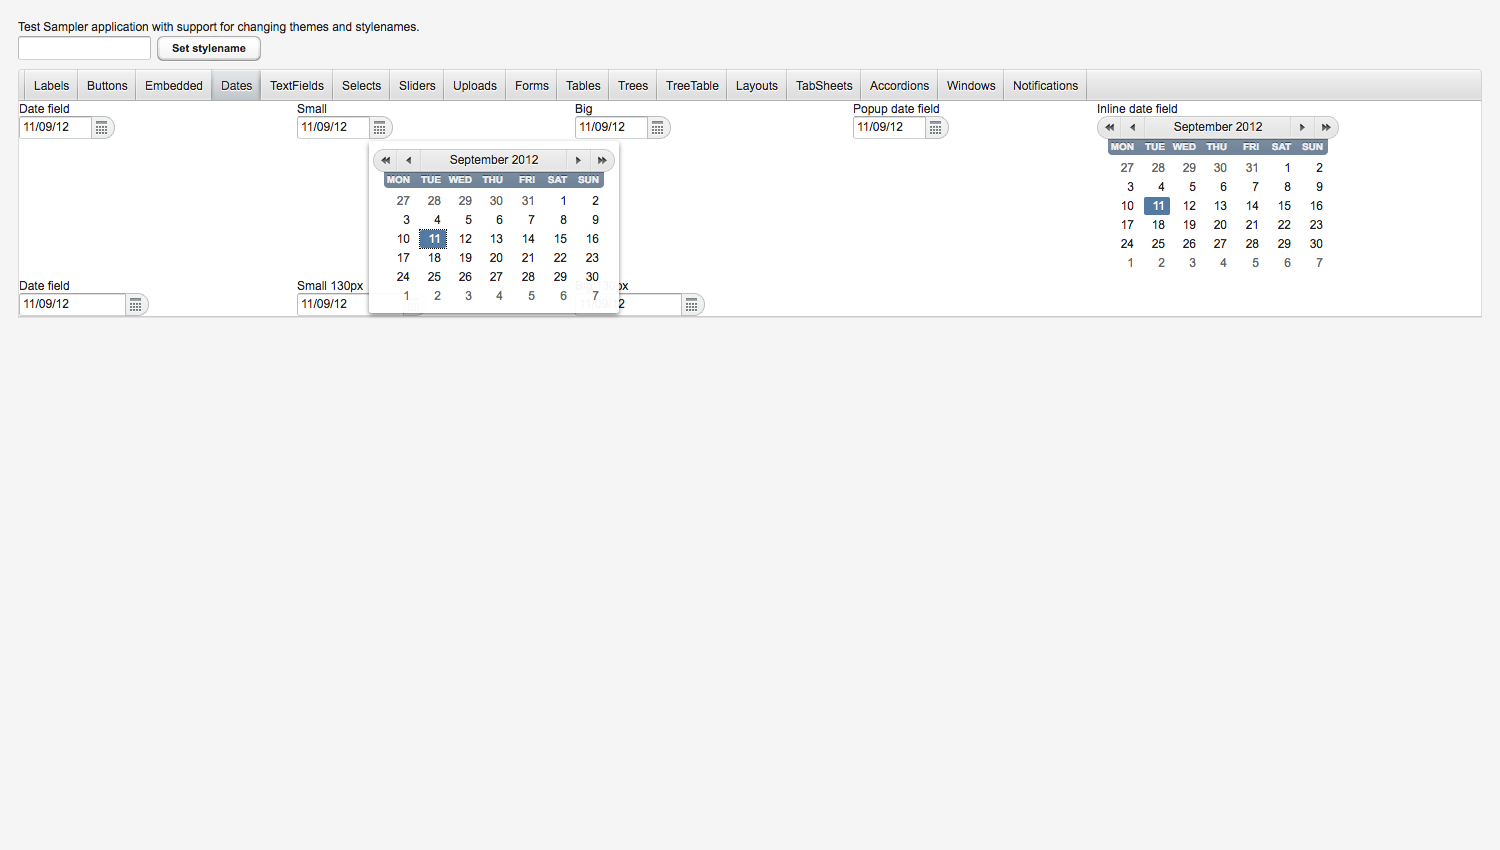 Test Sampler application with support for changing themes and stylenames.
Set stylename
Labels Buttons Embedded Dates TextFields Selects Sliders Uploads Forms Tables Trees TreeTable Layouts TabSheets Accordions Windows Notifications
Date field Small Big Popup date field Inline date field
11/09/12 11/09/12 11/09/12 11/09/12
September 2012
MON TUE WED THU FRI SAT SUN
27 28 29 30 31 1 2
3 4 5 6 7 8 9
10 11 12 13 14 15 16
17 18 19 20 21 22 23
24 25 26 27 28 29 30
1 2 3 4 5 6 7
September 2012
MON TUE WED THU FRI SAT SUN
27 28 29 30 31 1 2
3 4 5 6 7 8 9
10 11 12 13 14 15 16
17 18 19 20 21 22 23
24 25 26 27 28 29 30
1 2 3 4 5 6 7
Date field Small 130px
11/09/12 11/09/12